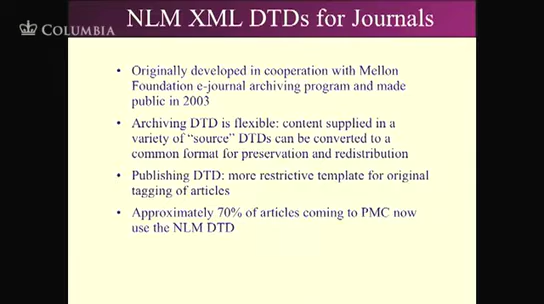 NLM XML DTDs for Journals
COLUMBIA
• Originally developed in cooperation with Mellon
Foundation e-journal archiving program and made
public in 2003
• Archiving DTD is flexible: content supplied in a
variety of “source” DTDs can be converted to a
common format for preservation and redistribution
• Publishing DTD: more restrictive template for original
tagging of articles
• Approximately 70% of articles coming to PMC now
use the NLM DTD